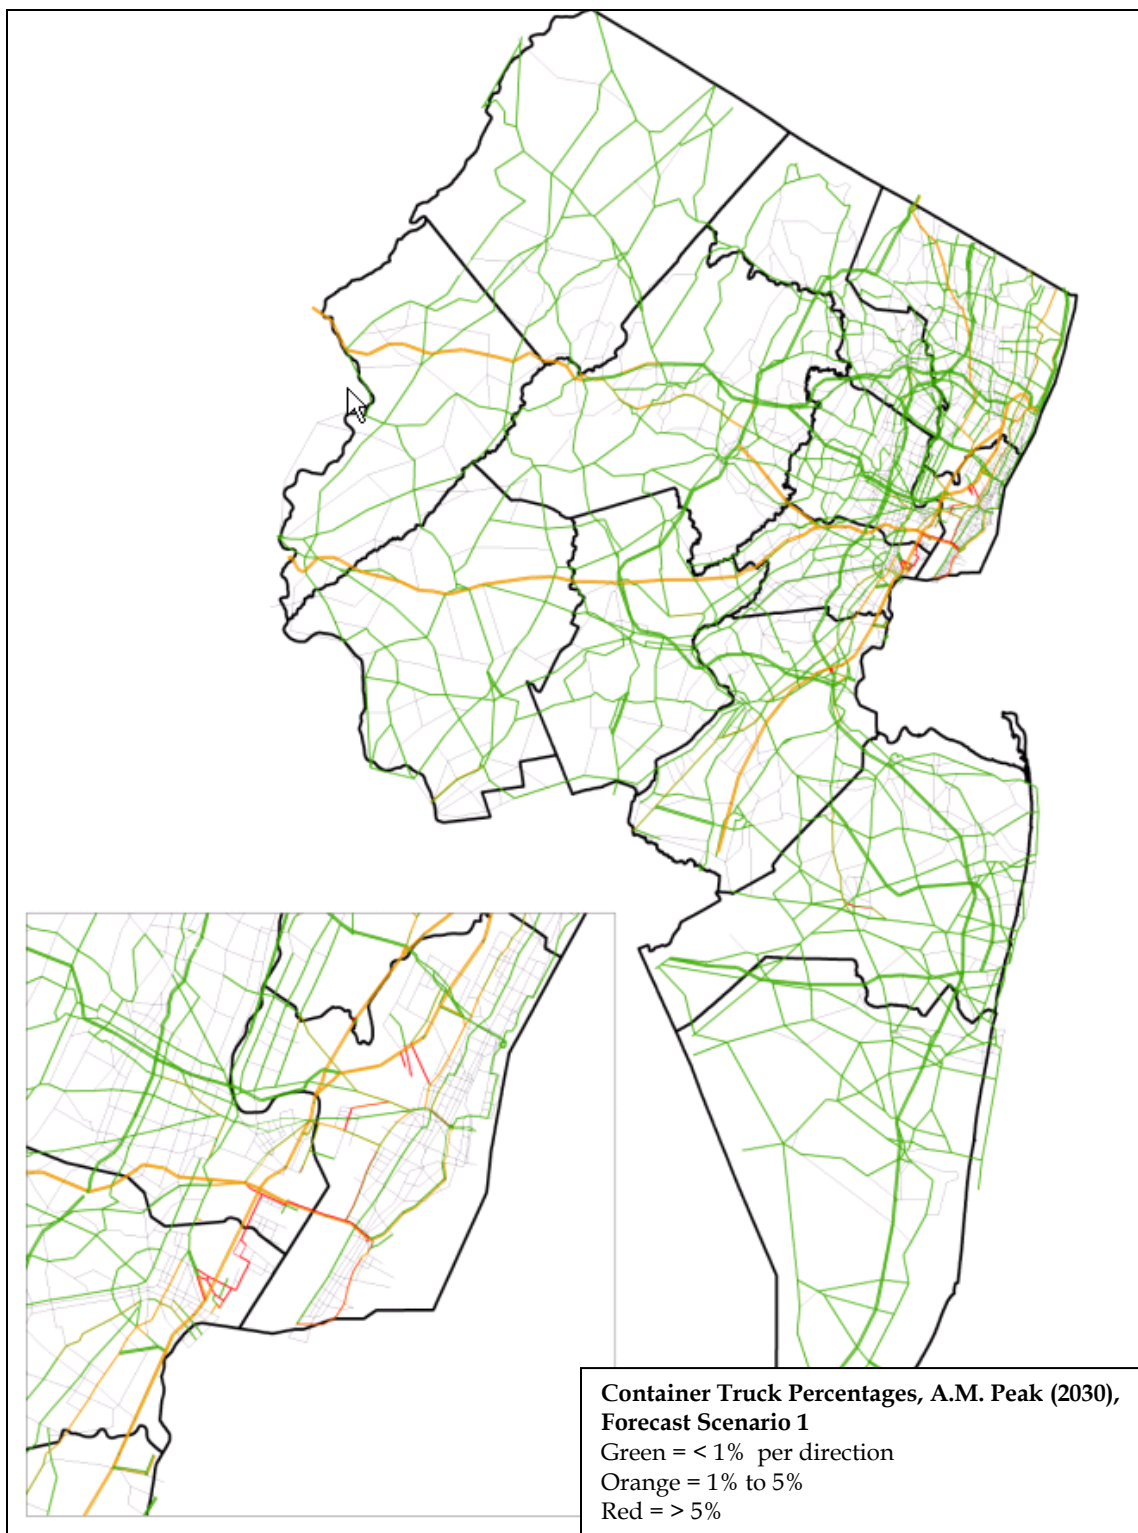 Container Truck Percentages, A.M. Peak (2030),
Forecast Scenario 1
Green = < 1%  per direction
Orange = 1% to 5%
Red = > 5%